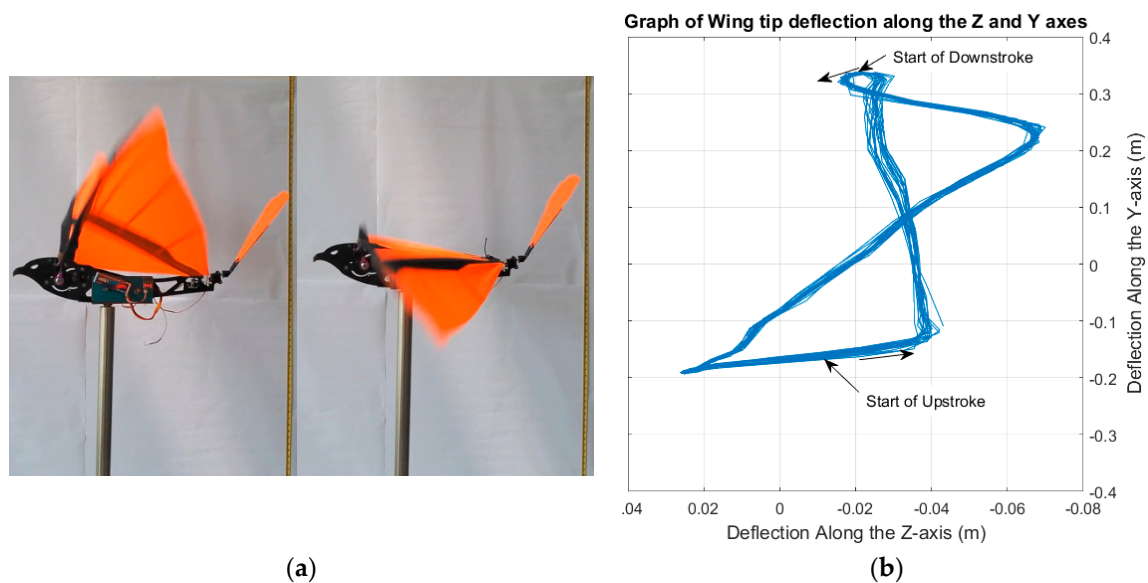 Graph of Wing tip deflection along the Z and Y axes
Start of Downstroke
Start of Upstroke
0.4
0.3
0.2
0.1
0
-0.1
-0.2
-0.3
-0.4
Deflection Along the Y-axis (m)
.04
0.02
0
-0.02
-0.04
-0.06
-0.08
Deflection Along the Z-axis (m)
(a)
(b)